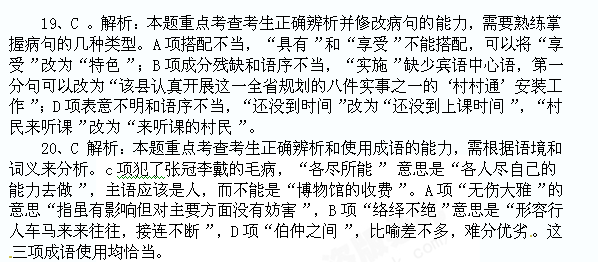 19、C 。解析：本题重点考查考生正确辨析并修改病句的能力，需要熟练掌
握病句的几种类型。A 项搭配不当，“具有 ”和“享受 ”不能搭配，可以将“享
受 ”改为“特色 ”；B 项成分残缺和语序不当，“实施 ”缺少宾语中心语，第一
分句可以改为“该县认真开展这一全省规划的八件实事之一的‘村村通’安装工
作 ”；D 项表意不明和语序不当，“还没到时间 ”改为“还没到上课时间 ”，“村
民来听课 ”改为“来听课的村民 ”。
20、C 解析：本题重点考查考生正确辨析和使用成语的能力，需根据语境和
词义来分析。c 项犯了张冠李戴的毛病，“各尽所能 ” 意思是“各人尽自己的
能力去做 ”，主语应该是人，而不能是“博物馆的收费 ”。A 项“无伤大雅 ”的
意思“指虽有影响但对主要方面没有妨害 ”，B 项“络绎不绝 ”意思是“形容行
人车马来来往往，接连不断 ”，D 项“伯仲之间 ”，比喻差不多，难分优劣。这
三项成语使用均恰当。